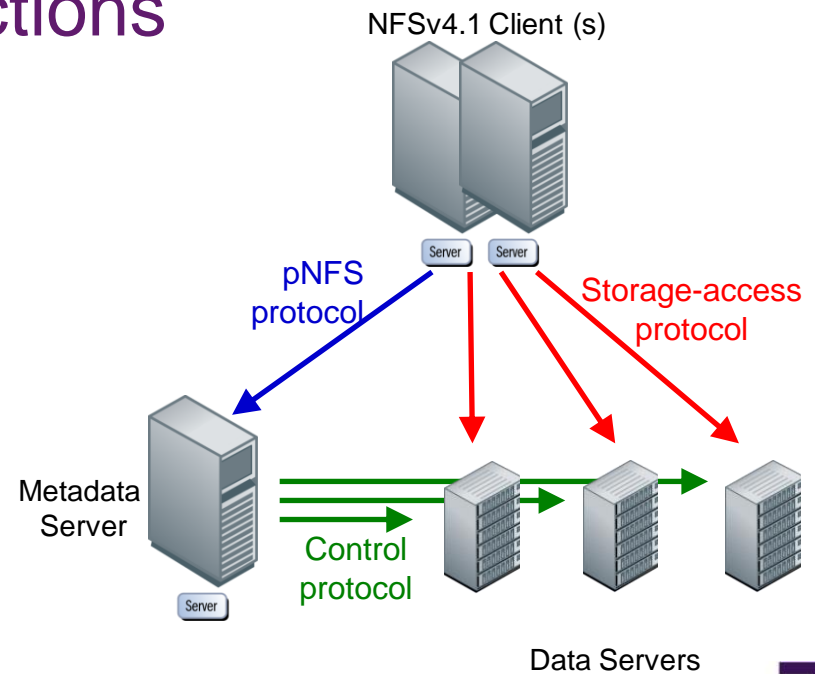 ctions
NFSv4.1 Client (s)
Server
Server
pNFS
protocol
Storage-access
protocol
Metadata
Server
Control
protocol
Server
Data Servers